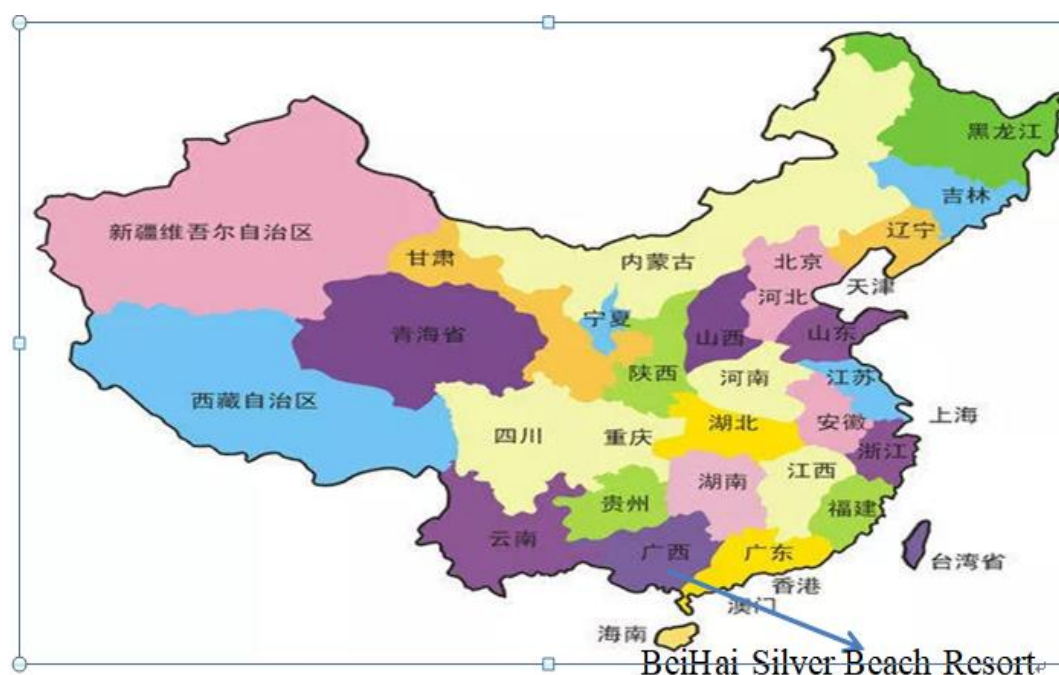 黑龙江
吉林
辽宁
新疆维吾尔自治区
甘肃
内蒙古
北京
天津
河北
宁夏
青海省
山西
山东
陕西
河南
江苏
西藏自治区
上海
四川
重庆
湖北
安徽
浙江
湖南
江西
贵州
福建
云南
广西
广东
台湾省
香港
澳门
海南
BeiHai Silver Beach Resort